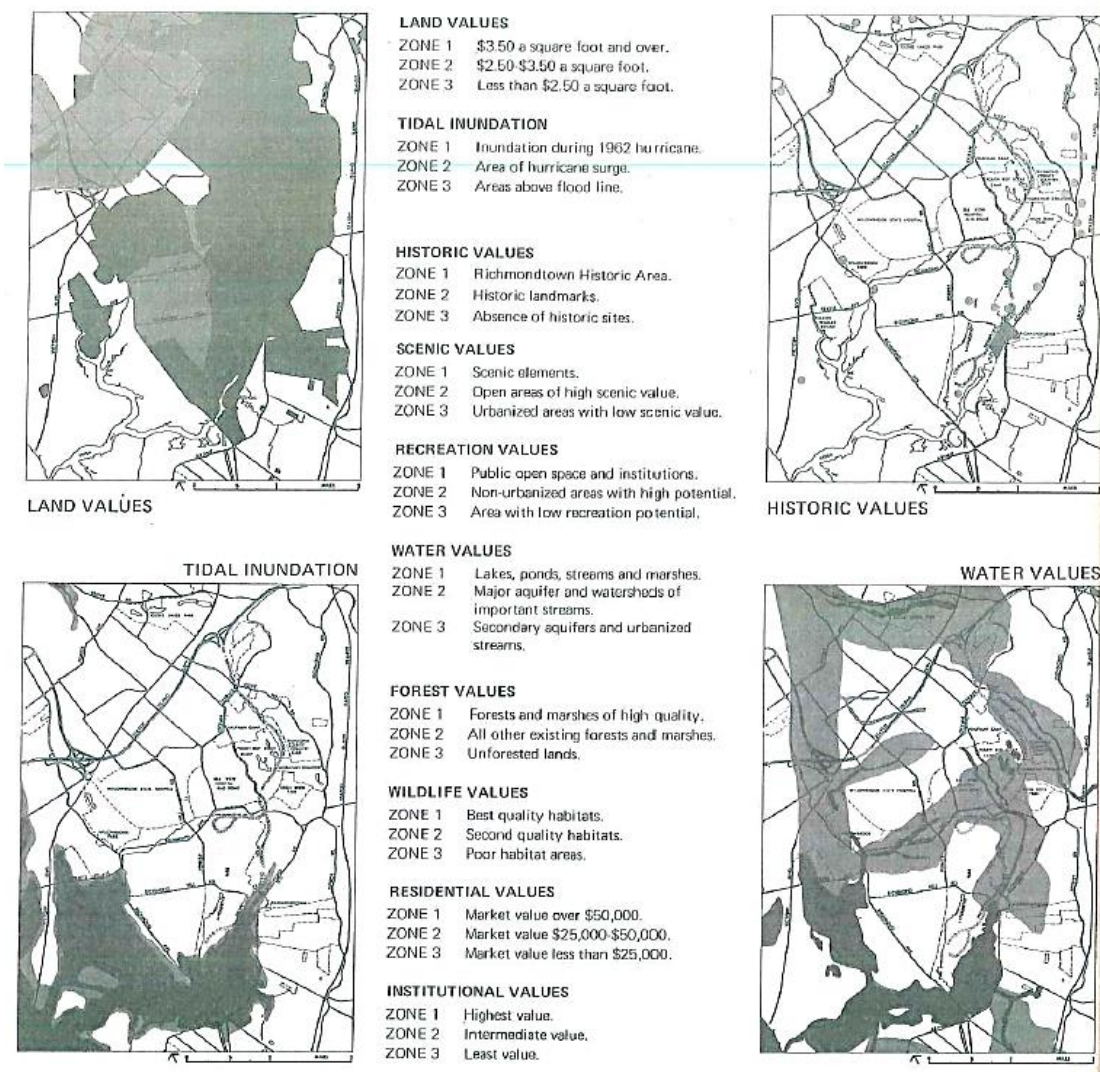 LAND VALUES
ZONE 1 $3.50 a square foot and over.
ZONE 2 $2.50-$3.50 a square foot.
ZONE 3 Less than $2.50 a square foot.
TIDAL INUNDATION
ZONE 1 Inundation during 1962 hurricane.
ZONE 2 Area of hurricane surge.
ZONE 3 Areas above flood line.
HISTORIC VALUES
ZONE 1 Richmondtown Historic Area.
ZONE 2 Historic landmarks.
ZONE 3 Absence of historic sites.
SCENIC VALUES
ZONE 1 Scenic elements.
ZONE 2 Open areas of high scenic value.
ZONE 3 Urbanized areas with low scenic value.
RECREATION VALUES
ZONE 1 Public open space and institutions.
ZONE 2 Non-urbanized areas with high potential.
ZONE 3 Area with low recreation potential.
LAND VALUES
HISTORIC VALUES
WATER VALUES
ZONE 1 Lakes, ponds, streams and marshes.
ZONE 2 Major aquifer and watersheds of
important streams.
ZONE 3 Secondary aquifers and urbanized
streams.
TIDAL INUNDATION
WATER VALUES
FOREST VALUES
ZONE 1 Forests and marshes of high quality.
ZONE 2 All other existing forests and marshes.
ZONE 3 Unforested lands.
WILDLIFE VALUES
ZONE 1 Best quality habitats.
ZONE 2 Second quality habitats.
ZONE 3 Poor habitat areas.
RESIDENTIAL VALUES
ZONE 1 Market value over $50,000.
ZONE 2 Market value $25,000-$50,000.
ZONE 3 Market value less than $25,000.
INSTITUTIONAL VALUES
ZONE 1 Highest value.
ZONE 2 Intermediate value.
ZONE 3 Least value.